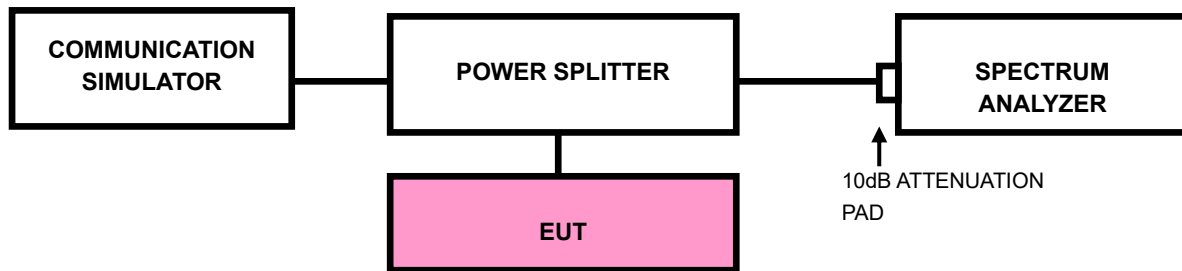 COMMUNICATION
SIMULATOR
POWER SPLITTER
SPECTRUM
ANALYZER
10dB ATTENUATION
PAD
EUT